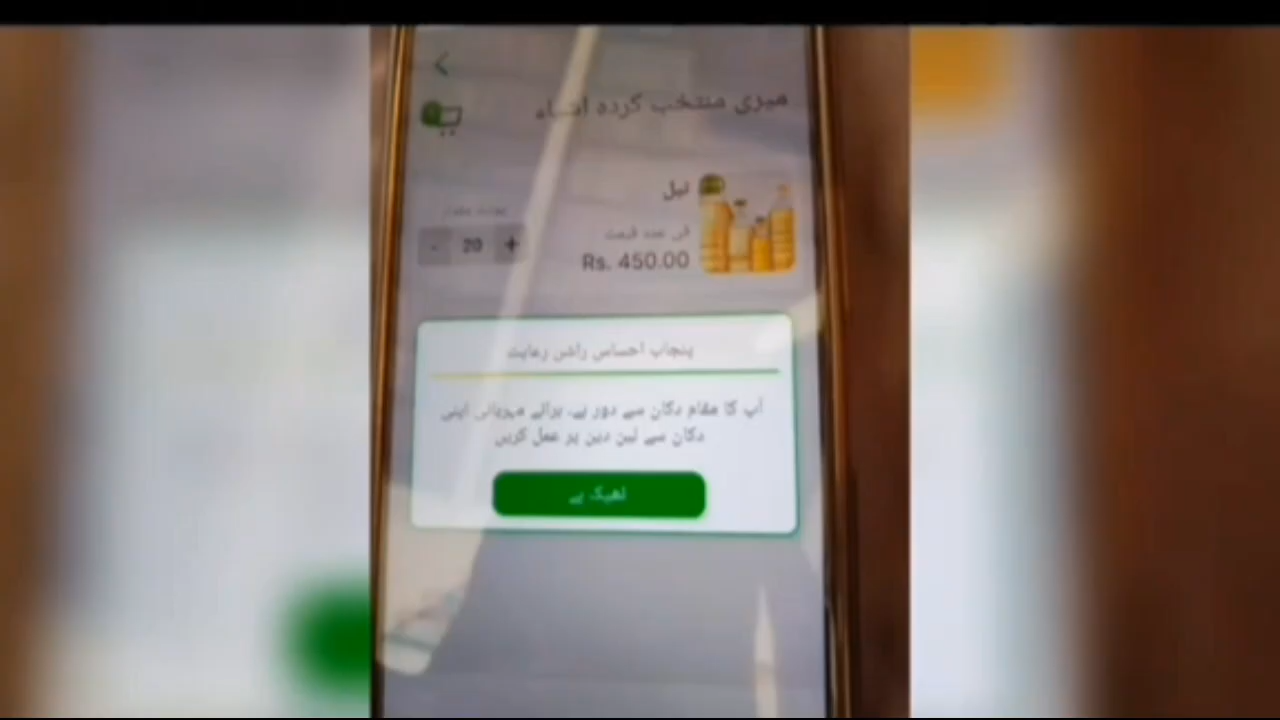 میری منتخب کردہ اشیاء
تیل
فی عدد قیمت
Rs. 450.00
- 20 +
پنجاب احساس راشن رعایت
آپ کا مقام دکان سے دور ہے۔ برائے مہربانی اپنی
دکان سے لین دین پر عمل کریں
ٹھیک ہے